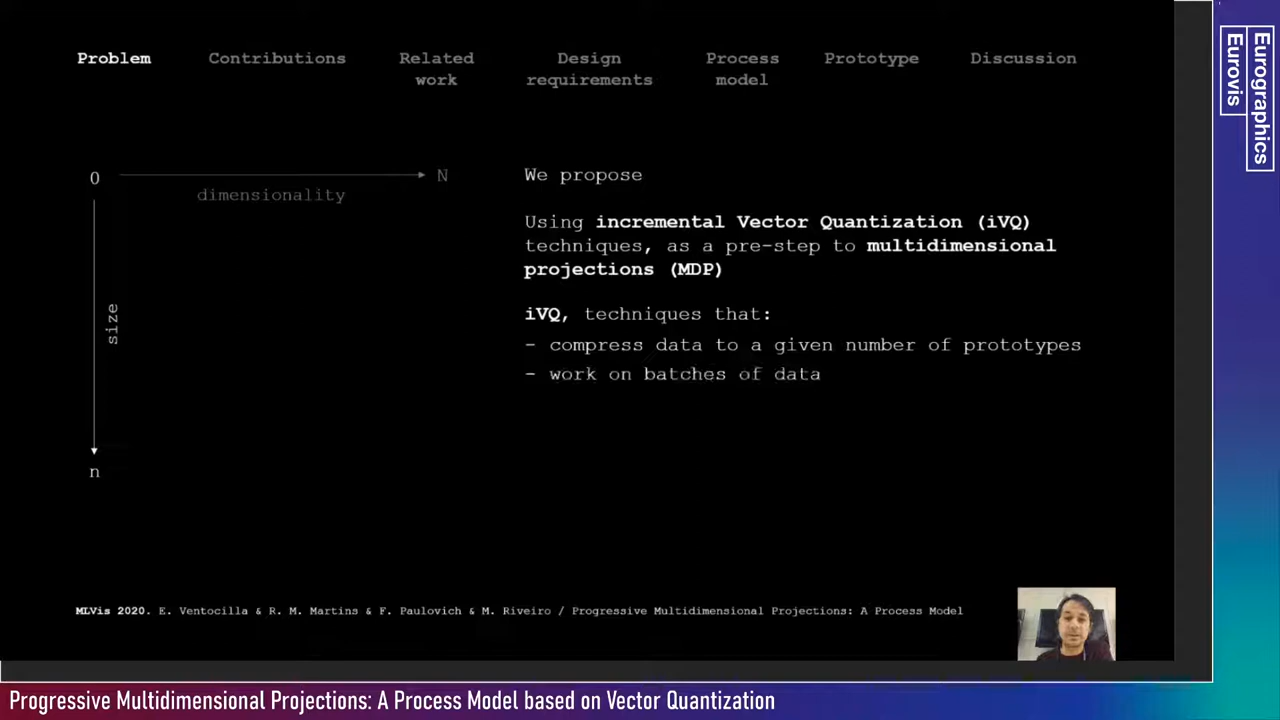 Problem
Contributions
Related
work
Design
requirements
Process
model
Prototype
Discussion
0
N
dimensionality
size
n
We propose
Using incremental Vector Quantization (iVQ)
techniques, as a pre-step to multidimensional
projections (MDP)
iVQ, techniques that:
- compress data to a given number of prototypes
- work on batches of data
MLVis 2020. E. Ventocilla & R. M. Martins & F. Paulovich & M. Riveiro / Progressive Multidimensional Projections: A Process Model
Progressive Multidimensional Projections: A Process Model based on Vector Quantization
Eurographics
Eurovis